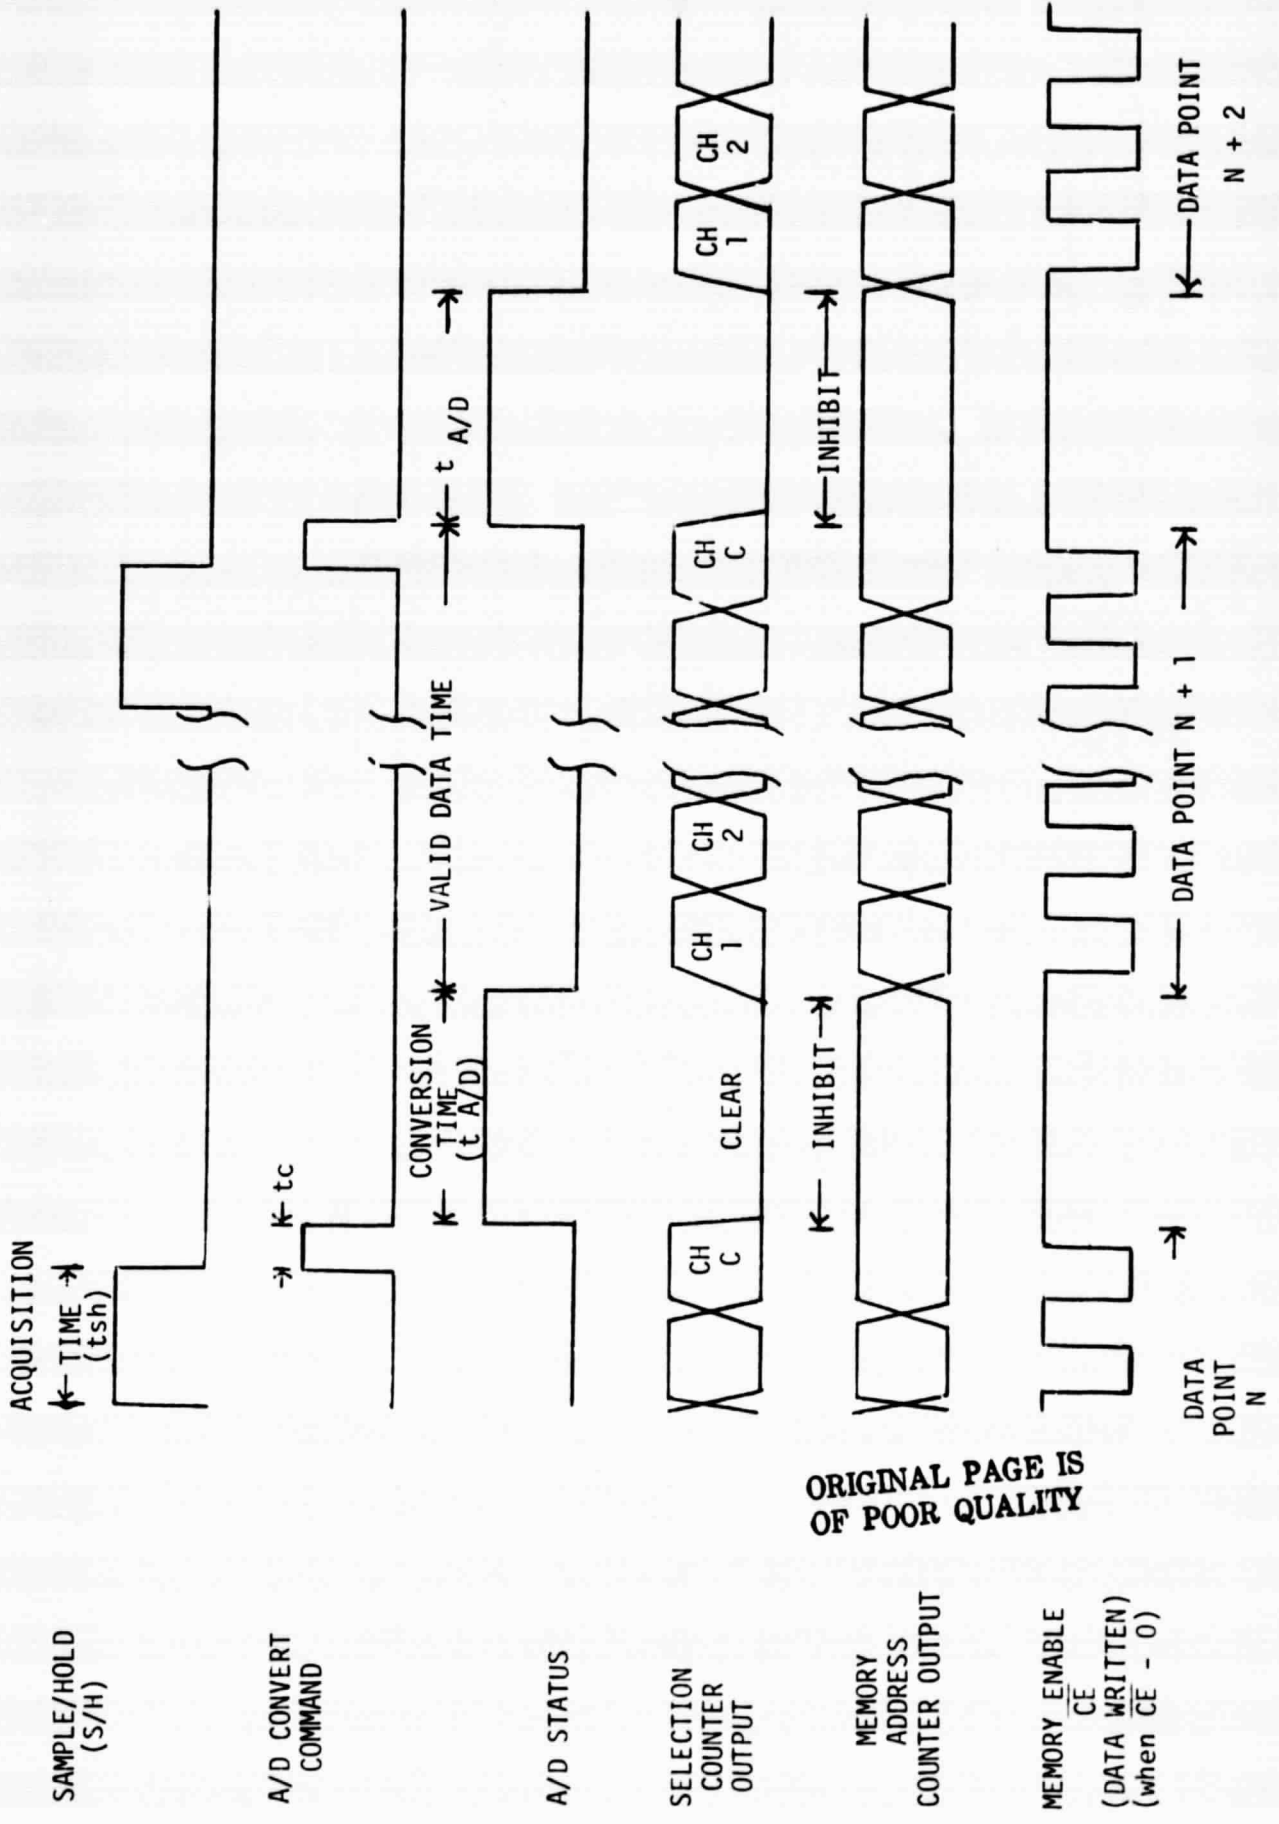 SAMPLE/HOLD
(S/H)
ACQUISITION
TIME
(tsh)
A/D CONVERT
COMMAND
tc
CONVERSION
TIME
(t A/D)
VALID DATA TIME
t A/D
A/D STATUS
SELECTION
COUNTER
OUTPUT
CH
C
CLEAR
CH
1
CH
2
CH
C
CH
1
CH
2
INHIBIT
INHIBIT
MEMORY
ADDRESS
COUNTER OUTPUT
MEMORY ENABLE
CE
(DATA WRITTEN)
(when CE - 0)
DATA
POINT
N
DATA POINT N + 1
DATA POINT
N + 2
ORIGINAL PAGE IS
OF POOR QUALITY